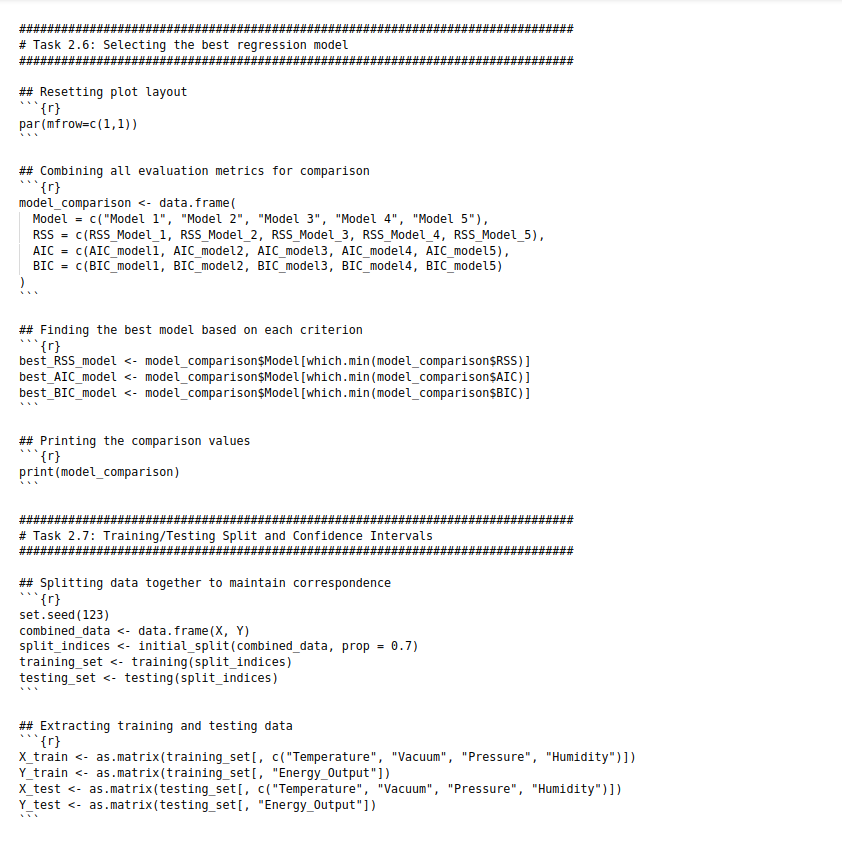 ###############################################################################
# Task 2.6: Selecting the best regression model
###############################################################################
## Resetting plot layout
```{r}
par(mfrow=c(1,1))
```
## Combining all evaluation metrics for comparison
```{r}
model_comparison <- data.frame(
Model = c("Model 1", "Model 2", "Model 3", "Model 4", "Model 5"),
RSS = c(RSS_Model_1, RSS_Model_2, RSS_Model_3, RSS_Model_4, RSS_Model_5),
AIC = c(AIC_model1, AIC_model2, AIC_model3, AIC_model4, AIC_model5),
BIC = c(BIC_model1, BIC_model2, BIC_model3, BIC_model4, BIC_model5)
)
```
## Finding the best model based on each criterion
```{r}
best_RSS_model <- model_comparison$Model[which.min(model_comparison$RSS)]
best_AIC_model <- model_comparison$Model[which.min(model_comparison$AIC)]
best_BIC_model <- model_comparison$Model[which.min(model_comparison$BIC)]
```
## Printing the comparison values
```{r}
print(model_comparison)
```
###############################################################################
# Task 2.7: Training/Testing Split and Confidence Intervals
###############################################################################
## Splitting data together to maintain correspondence
```{r}
set.seed(123)
combined_data <- data.frame(X, Y)
split_indices <- initial_split(combined_data, prop = 0.7)
training_set <- training(split_indices)
testing_set <- testing(split_indices)
```
## Extracting training and testing data
```{r}
X_train <- as.matrix(training_set[, c("Temperature", "Vacuum", "Pressure", "Humidity")])
Y_train <- as.matrix(training_set[, "Energy_Output"])
X_test <- as.matrix(testing_set[, c("Temperature", "Vacuum", "Pressure", "Humidity")])
Y_test <- as.matrix(testing_set[, "Energy_Output"])
```